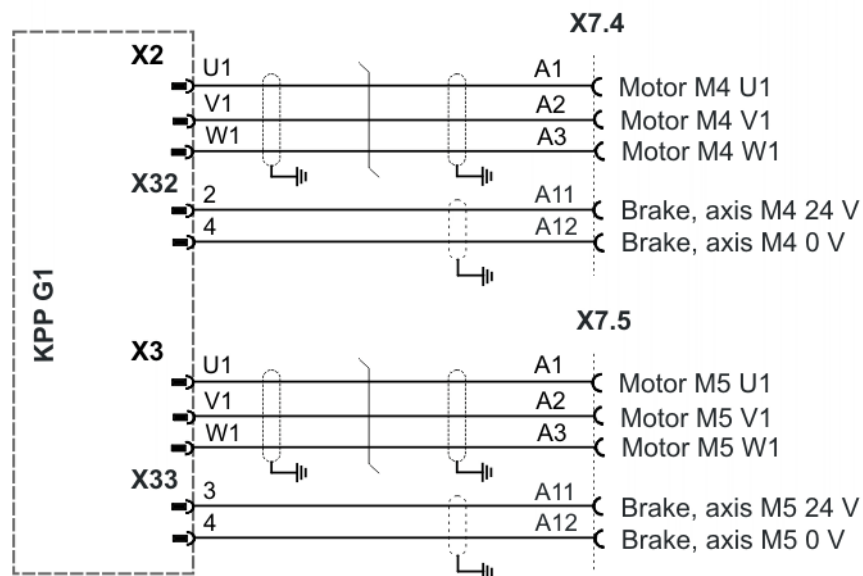 X7.4
X2
U1 A1 Motor M4 U1
V1 A2 Motor M4 V1
W1 A3 Motor M4 W1
X32
2 A11 Brake, axis M4 24 V
4 A12 Brake, axis M4 0 V
KPP G1
X7.5
X3
U1 A1 Motor M5 U1
V1 A2 Motor M5 V1
W1 A3 Motor M5 W1
X33
3 A11 Brake, axis M5 24 V
4 A12 Brake, axis M5 0 V